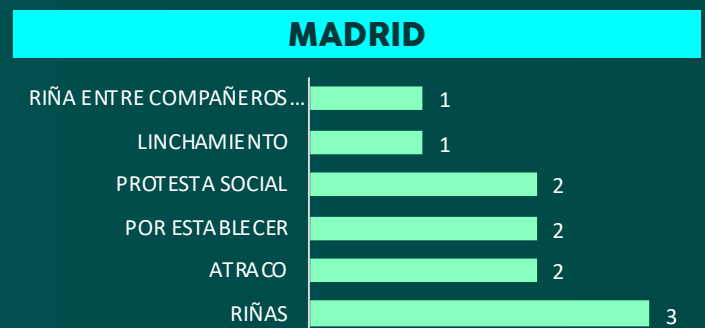 MADRID
RIÑA ENTRE COMPAÑEROS... 1
LINCHAMIENTO 1
PROTESTA SOCIAL 2
POR ESTABLECER 2
ATRACO 2
RIÑAS 3